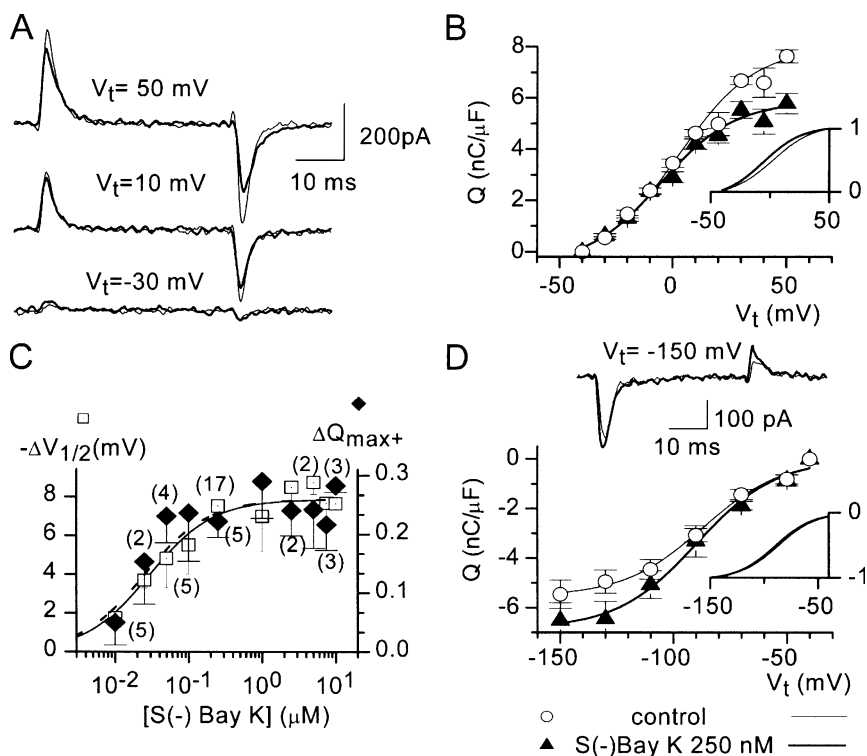 A
Vt= 50 mV
200pA
10 ms
Vt=10 mV
Vt=-30 mV
B
8
6
4
2
0
Q (nC/μF)
-50
0
50
Vt (mV)
1
0
-50
50
C
-ΔV1/2(mV)
ΔQmax+
8
6
4
2
0
0.3
0.2
0.1
0.0
(5)
(2)
(4)
(5)
(17)
(5)
(2)
(2)
(3)
(3)
10-2
10-1
100
101
[S(-) Bay K] (μM)
D
Vt= -150 mV
100 pA
10 ms
0
-2
-4
-6
Q (nC/μF)
-150
-100
-50
Vt (mV)
0
-1
-150
-50
control
S(-)Bay K 250 nM